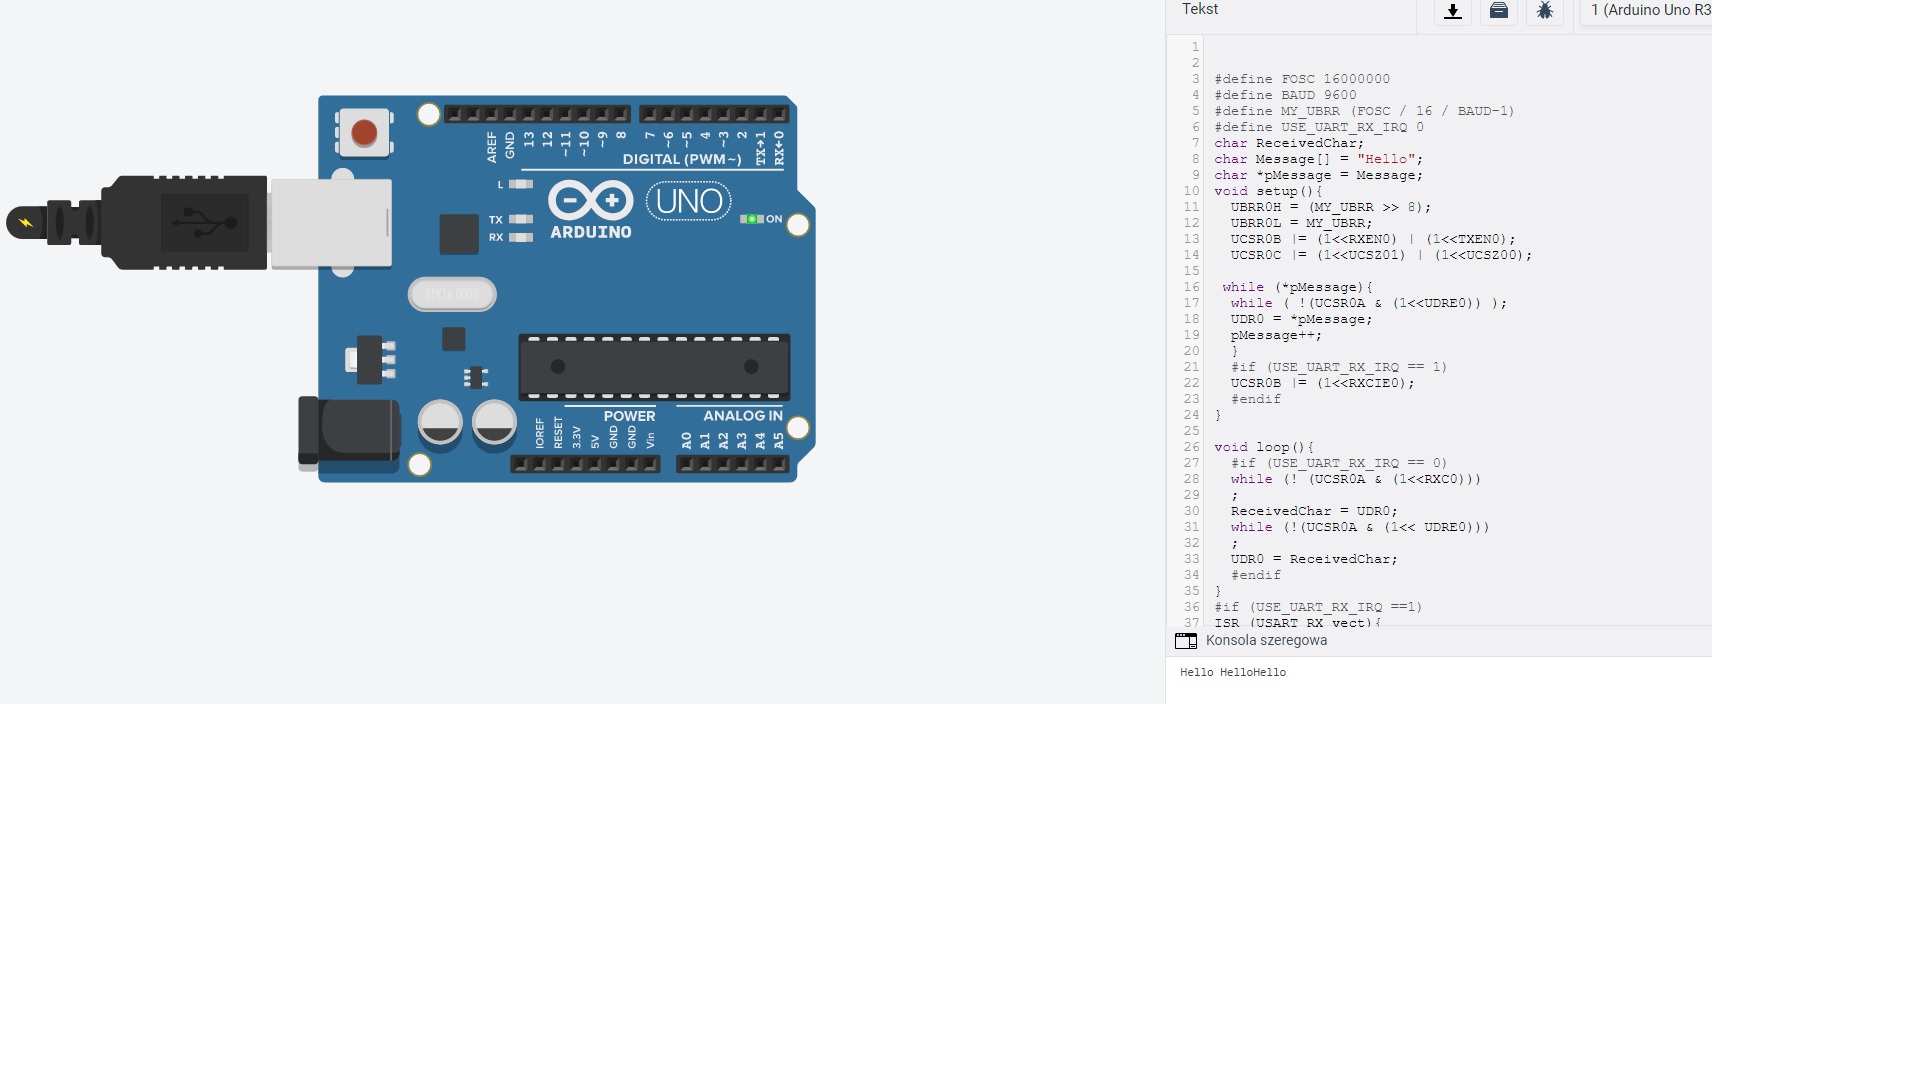 Tekst
1 (Arduino Uno R3
1
2
3 #define FOSC 16000000
4 #define BAUD 9600
5 #define MY_UBRR (FOSC / 16 / BAUD-1)
6 #define USE_UART_RX_IRQ 0
7 char ReceivedChar;
8 char Message[] = "Hello";
9 char *pMessage = Message;
10 void setup(){
11 UBRR0H = (MY_UBRR >> 8);
12 UBRR0L = MY_UBRR;
13 UCSR0B |= (1<<RXEN0) | (1<<TXEN0);
14 UCSR0C |= (1<<UCSZ01) | (1<<UCSZ00);
15
16 while (*pMessage){
17 while ( !(UCSR0A & (1<<UDRE0)) );
18 UDR0 = *pMessage;
19 pMessage++;
20 }
21 #if (USE_UART_RX_IRQ == 1)
22 UCSR0B |= (1<<RXCIE0);
23 #endif
24 }
25
26 void loop(){
27 #if (USE_UART_RX_IRQ == 0)
28 while (! (UCSR0A & (1<<RXC0)))
29 ;
30 ReceivedChar = UDR0;
31 while (!(UCSR0A & (1<< UDRE0)))
32 ;
33 UDR0 = ReceivedChar;
34 #endif
35 }
36 #if (USE_UART_RX_IRQ ==1)
37 ISR (USART_RX_vect){
Konsola szeregowa
Hello HelloHello
AREF
GND
13
12
~11
~10
~9
8
7
~6
~5
4
~3
2
TX→1
RX←0
DIGITAL (PWM~)
L
TX
RX
UNO
ARDUINO
ON
SPK16.000G
POWER
ANALOG IN
IOREF
RESET
3.3V
5V
GND
GND
Vin
A0
A1
A2
A3
A4
A5